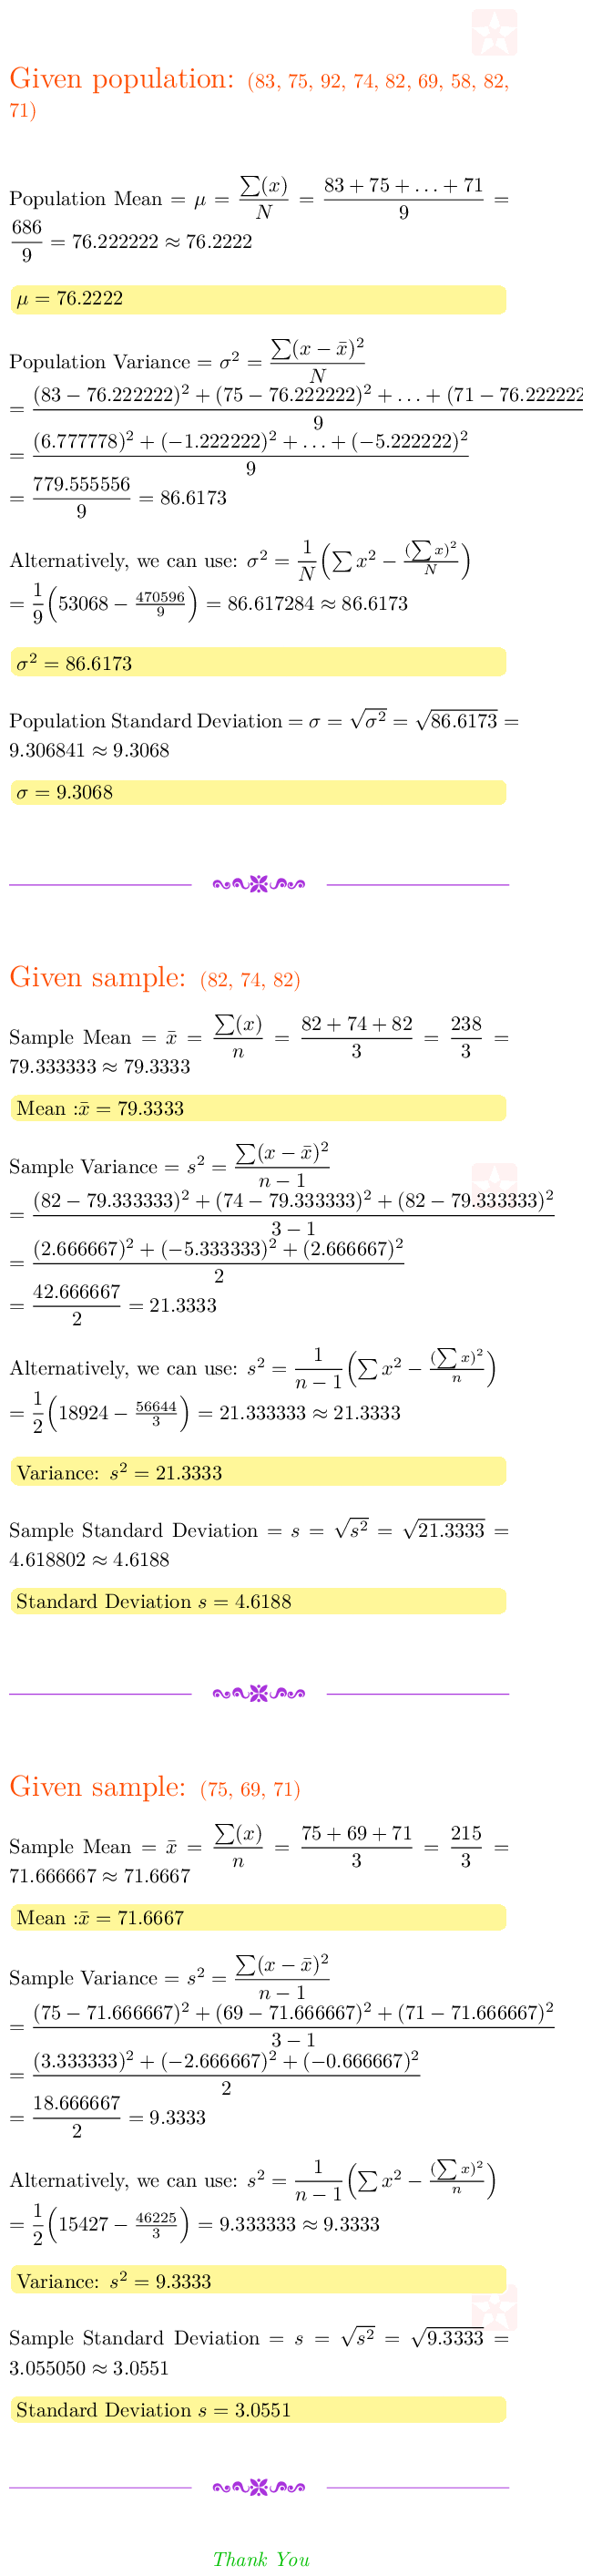 Given population: (83, 75, 92, 74, 82, 69, 58, 82,
71)
Population Mean = μ = ∑(x)/N = (83 + 75 + … + 71)/9 =
686/9 = 76.222222 ≈ 76.2222
μ = 76.2222
Population Variance = σ² = ∑(x − x̄)²/N
= ((83 − 76.222222)² + (75 − 76.222222)² + … + (71 − 76.222222/9
= ((6.777778)² + (−1.222222)² + … + (−5.222222)²)/9
= 779.555556/9 = 86.6173
Alternatively, we can use: σ² = 1/N(∑x² − (∑x)²/N)
= 1/9(53068 − 470596/9) = 86.617284 ≈ 86.6173
σ² = 86.6173
Population Standard Deviation = σ = √σ² = √86.6173 =
9.306841 ≈ 9.3068
σ = 9.3068
Given sample: (82, 74, 82)
Sample Mean = x̄ = ∑(x)/n = (82 + 74 + 82)/3 = 238/3 =
79.333333 ≈ 79.3333
Mean :x̄ = 79.3333
Sample Variance = s² = ∑(x − x̄)²/(n − 1)
= ((82 − 79.333333)² + (74 − 79.333333)² + (82 − 79.333333)²)/(3 − 1)
= ((2.666667)² + (−5.333333)² + (2.666667)²)/2
= 42.666667/2 = 21.3333
Alternatively, we can use: s² = 1/(n − 1)(∑x² − (∑x)²/n)
= 1/2(18924 − 56644/3) = 21.333333 ≈ 21.3333
Variance: s² = 21.3333
Sample Standard Deviation = s = √s² = √21.3333 =
4.618802 ≈ 4.6188
Standard Deviation s = 4.6188
Given sample: (75, 69, 71)
Sample Mean = x̄ = ∑(x)/n = (75 + 69 + 71)/3 = 215/3 =
71.666667 ≈ 71.6667
Mean :x̄ = 71.6667
Sample Variance = s² = ∑(x − x̄)²/(n − 1)
= ((75 − 71.666667)² + (69 − 71.666667)² + (71 − 71.666667)²)/(3 − 1)
= ((3.333333)² + (−2.666667)² + (−0.666667)²)/2
= 18.666667/2 = 9.3333
Alternatively, we can use: s² = 1/(n − 1)(∑x² − (∑x)²/n)
= 1/2(15427 − 46225/3) = 9.333333 ≈ 9.3333
Variance: s² = 9.3333
Sample Standard Deviation = s = √s² = √9.3333 =
3.055050 ≈ 3.0551
Standard Deviation s = 3.0551
Thank You